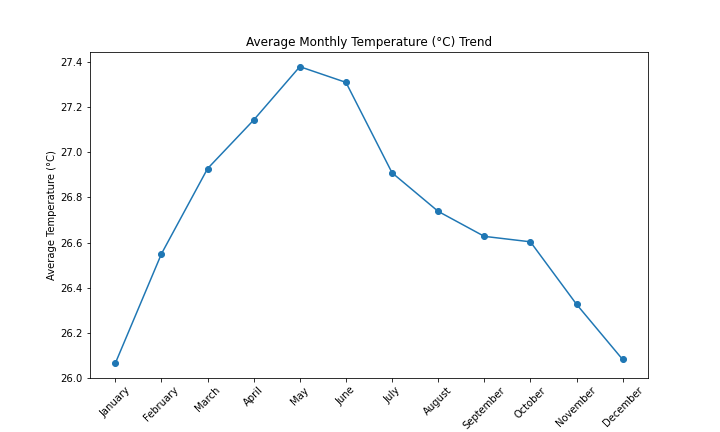 Average Monthly Temperature (°C) Trend
Average Temperature (°C)
27.4
27.2
27.0
26.8
26.6
26.4
26.2
26.0
January
February
March
April
May
June
July
August
September
October
November
December